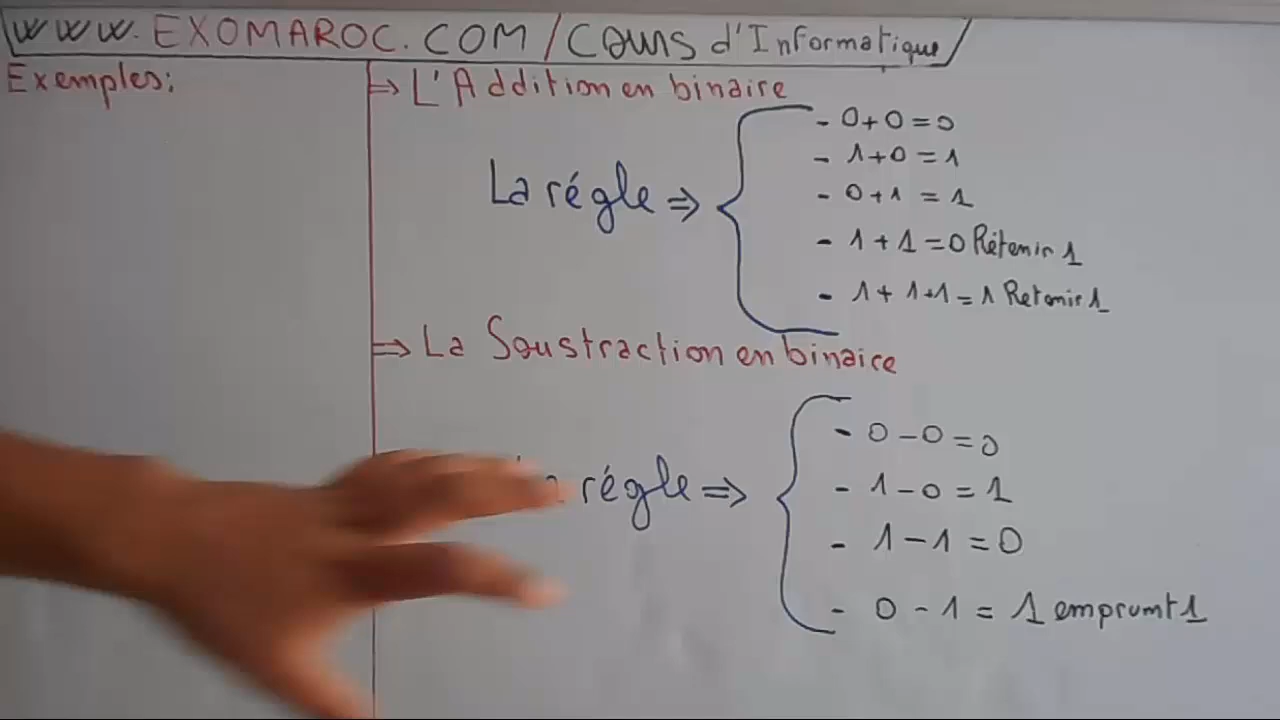 WWW.EXOMAROC.COM/Cours d'Informatique
Exemples:
=> L'Addition en binaire
La régle =>
- 0+0=0
- 1+0=1
- 0+1=1
- 1+1=0 Rétenir 1
- 1+1+1=1 Retenir 1
=> La Soustraction en binaire
régle =>
- 0-0=0
- 1-0=1
- 1-1=0
- 0-1=1 emprumt 1